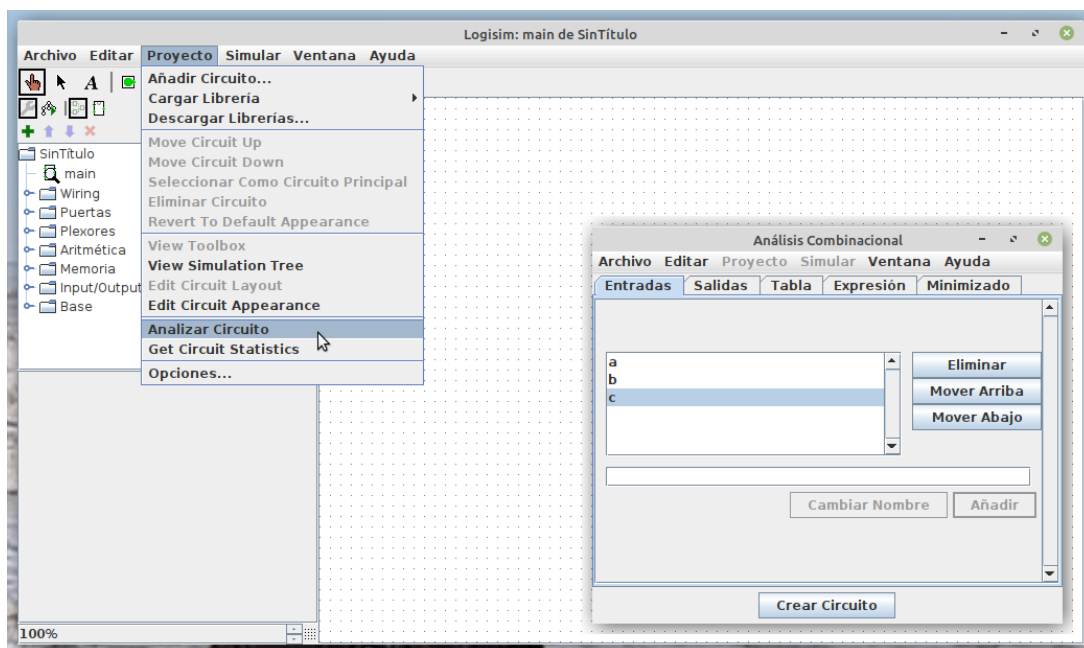 Logisim: main de SinTítulo
Archivo Editar Proyecto Simular Ventana Ayuda
A
Añadir Circuito...
Cargar Librería
Descargar Librerías...
Move Circuit Up
Move Circuit Down
Seleccionar Como Circuito Principal
Eliminar Circuito
Revert To Default Appearance
View Toolbox
View Simulation Tree
Edit Circuit Layout
Edit Circuit Appearance
Analizar Circuito
Get Circuit Statistics
Opciones...
SinTítulo
main
Wiring
Puertas
Plexores
Aritmética
Memoria
Input/Output
Base
100%
Análisis Combinacional
Archivo Editar Proyecto Simular Ventana Ayuda
Entradas Salidas Tabla Expresión Minimizado
a
b
c
Eliminar
Mover Arriba
Mover Abajo
Cambiar Nombre Añadir
Crear Circuito